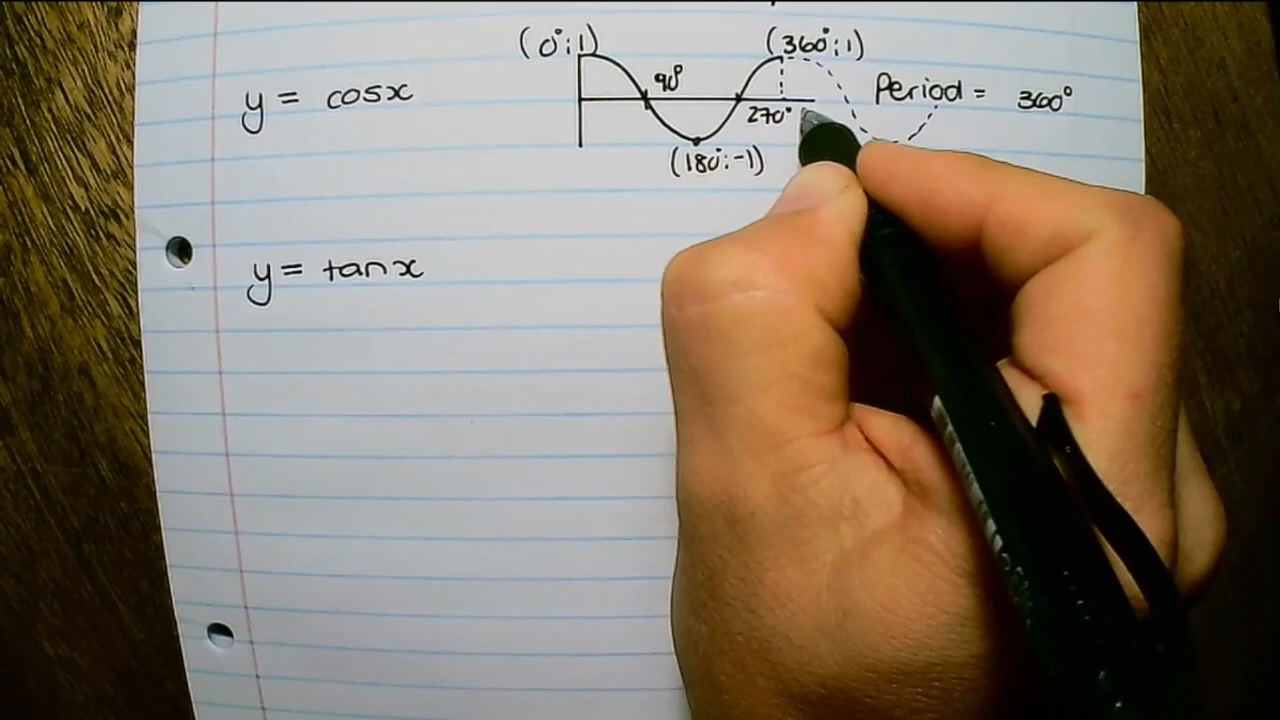 (0°;1) (360°;1)
y = cosx 90° Period = 360°
270°
(180°;-1)
y = tanx